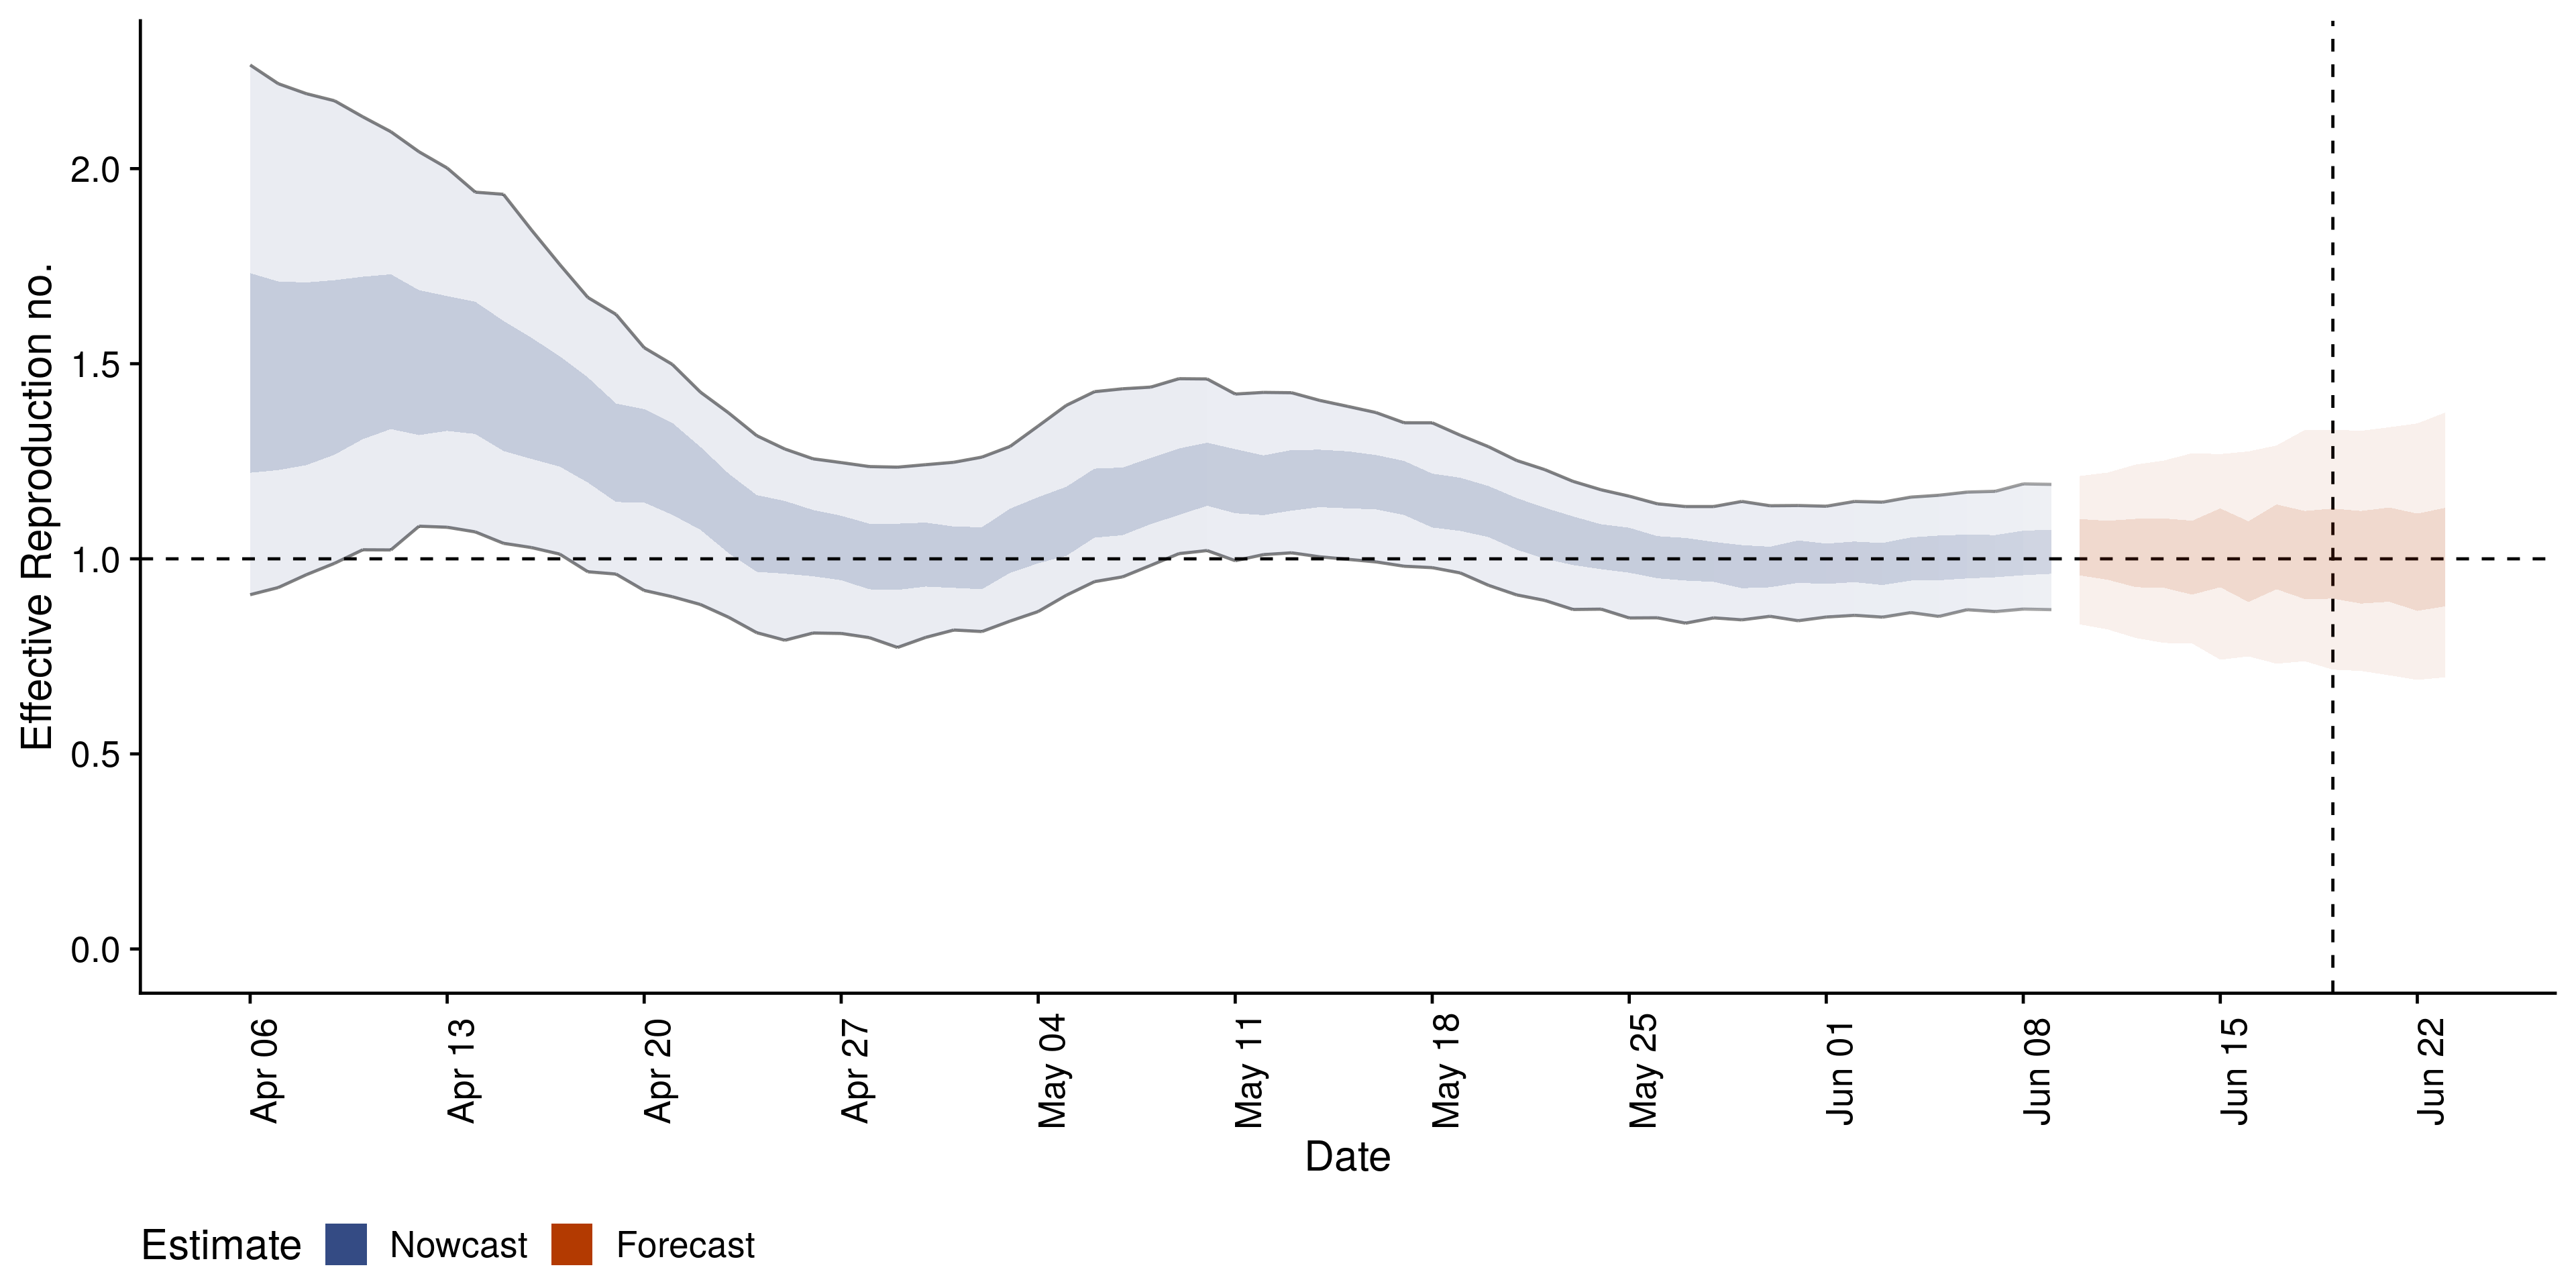 Effective Reproduction no.
2.0
1.5
1.0
0.5
0.0
Apr 06
Apr 13
Apr 20
Apr 27
May 04
May 11
May 18
May 25
Jun 01
Jun 08
Jun 15
Jun 22
Date
Estimate Nowcast Forecast